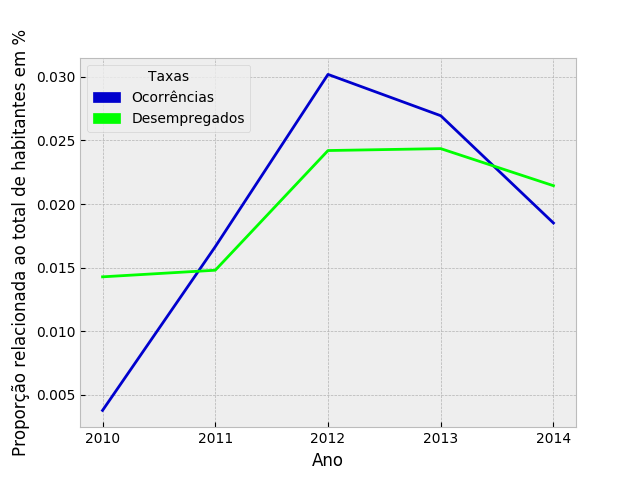 Proporção relacionada ao total de habitantes em %
0.030
0.025
0.020
0.015
0.010
0.005
Taxas
Ocorrências
Desempregados
2010 2011 2012 2013 2014
Ano